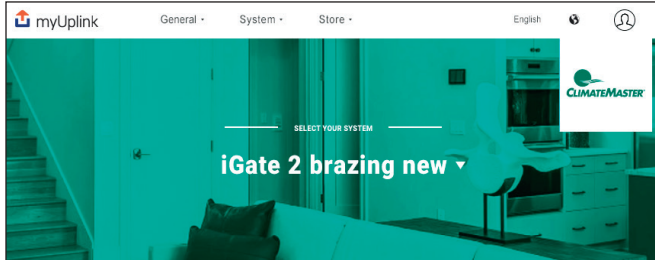 myUplink
General
System
Store
English
CLIMATEMASTER
SELECT YOUR SYSTEM
iGate 2 brazing new